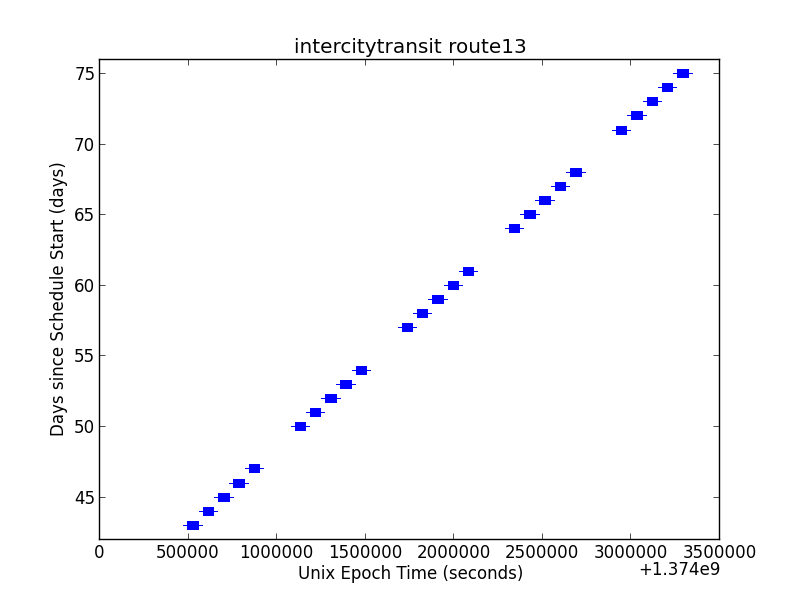 intercitytransit route13
75
70
65
60
55
50
45
Days since Schedule Start (days)
0 500000 1000000 1500000 2000000 2500000 3000000 3500000
+1.374e9
Unix Epoch Time (seconds)